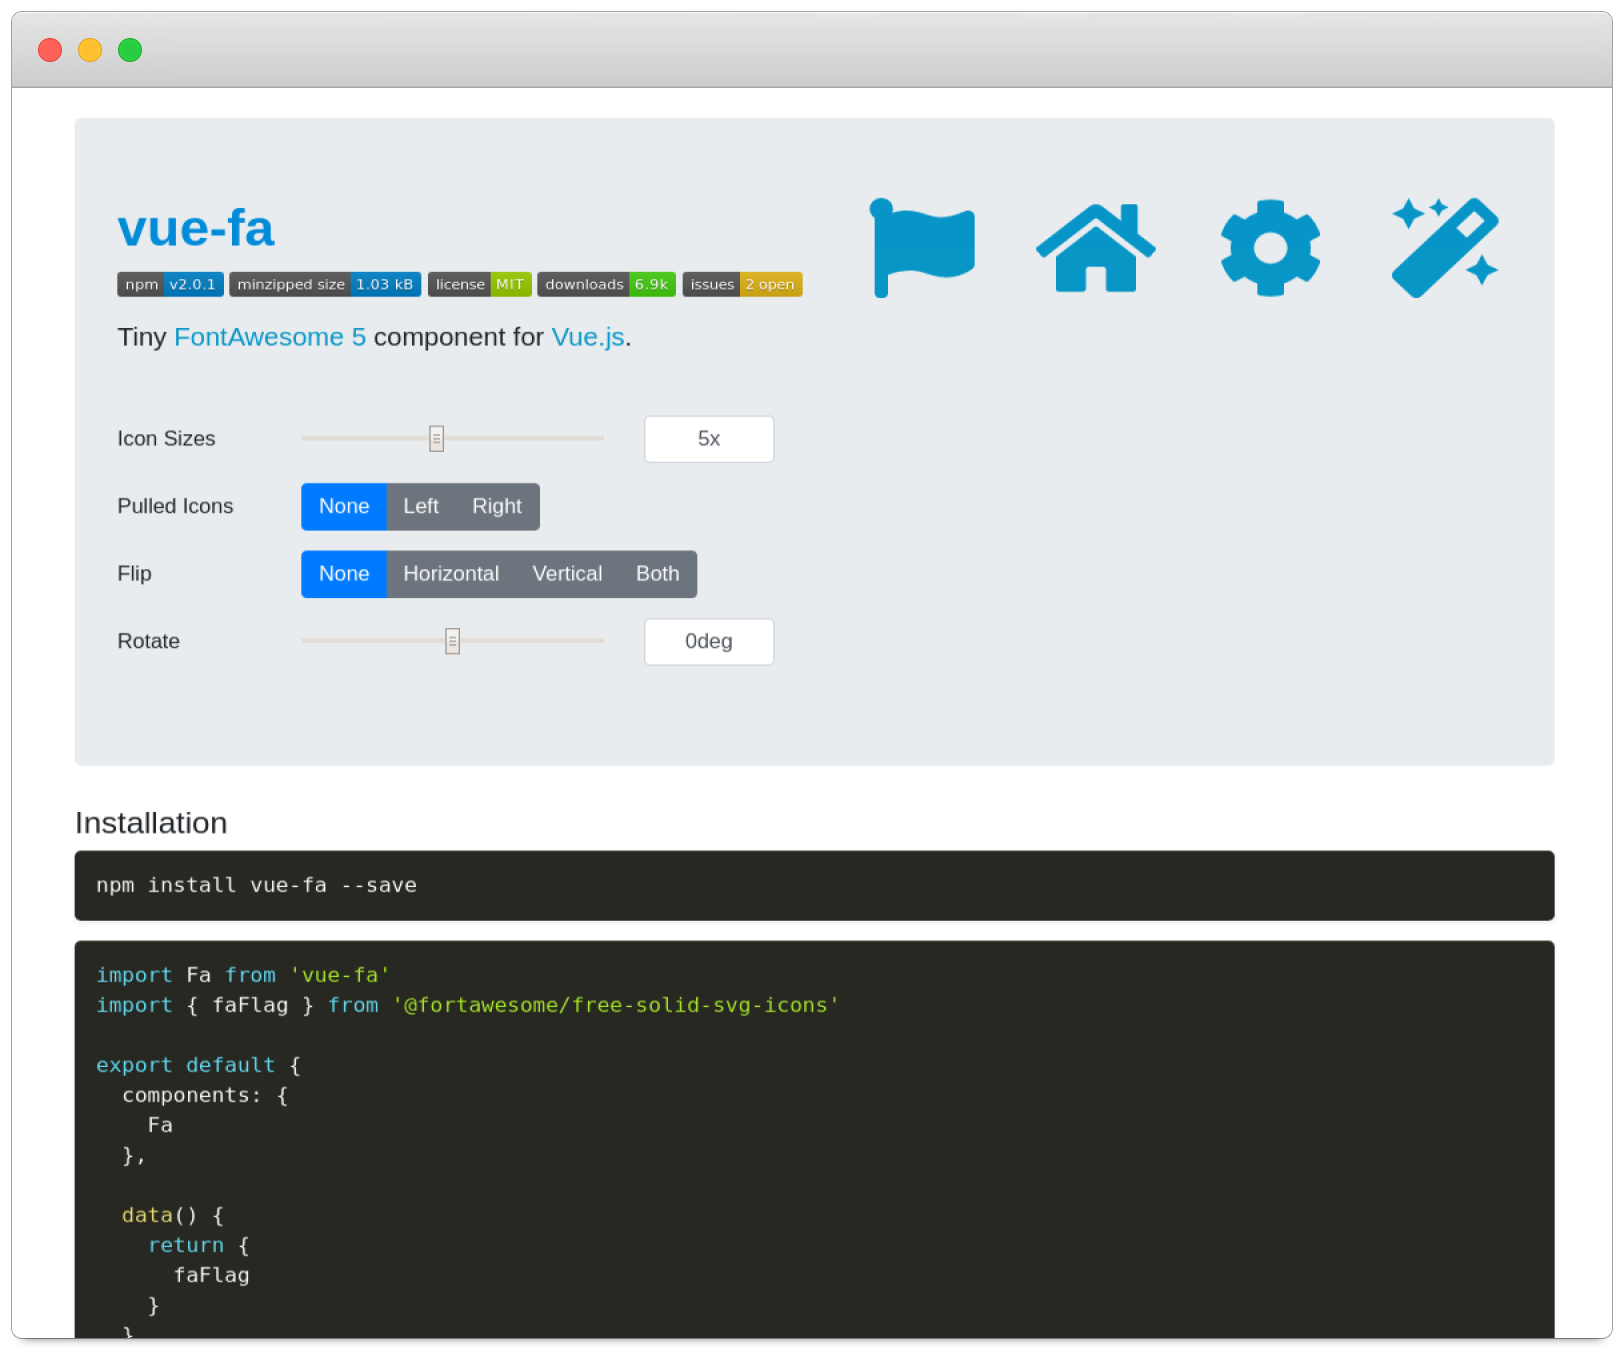 vue-fa
npm v2.0.1 minzipped size 1.03 kB license MIT downloads 6.9k issues 2 open
Tiny FontAwesome 5 component for Vue.js.
Icon Sizes 5x
Pulled Icons None Left Right
Flip None Horizontal Vertical Both
Rotate 0deg
Installation
npm install vue-fa --save
import Fa from 'vue-fa'
import { faFlag } from '@fortawesome/free-solid-svg-icons'
export default {
  components: {
    Fa
  },
  data() {
    return {
      faFlag
    }
  }